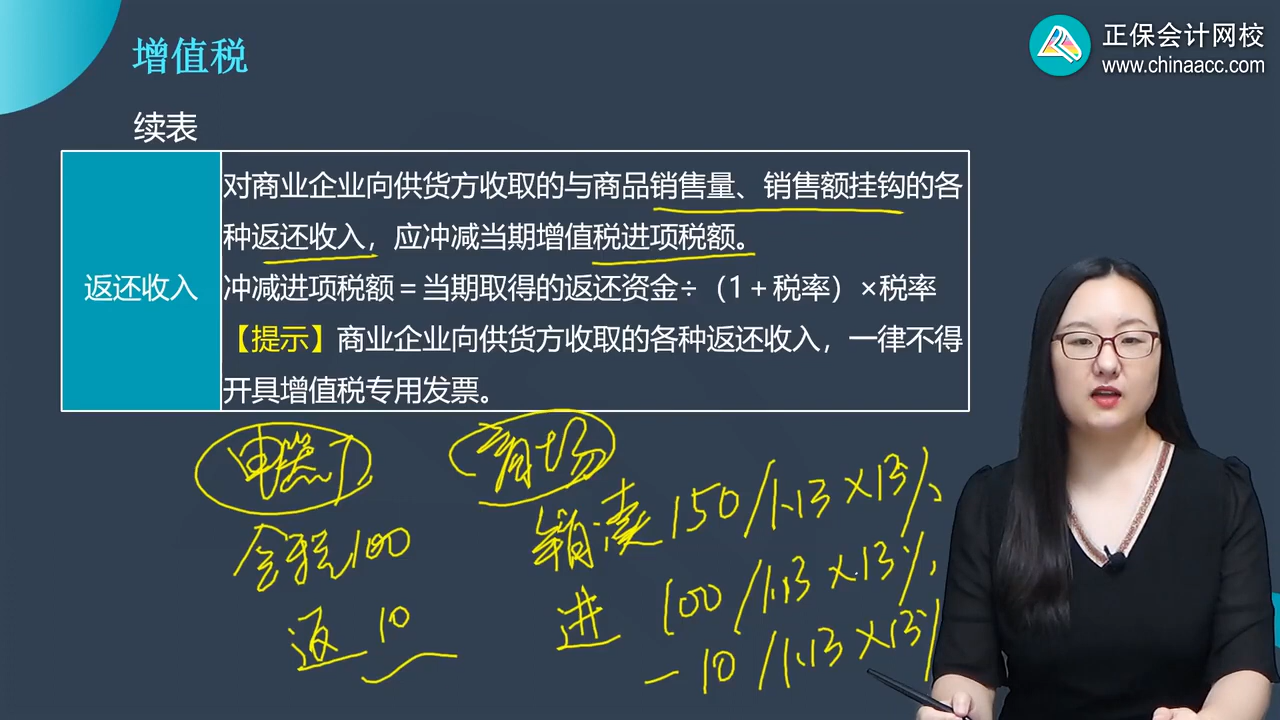 增值税
正保会计网校
www.chinaacc.com
续表
返还收入
对商业企业向供货方收取的与商品销售量、销售额挂钩的各
种返还收入，应冲减当期增值税进项税额。
冲减进项税额＝当期取得的返还资金÷（1＋税率）×税率
【提示】商业企业向供货方收取的各种返还收入，一律不得
开具增值税专用发票。
电器厂
商场
含税100
返 10
销 卖 150/1.13×13%
进 100/1.13×13%
-10/1.13×13%